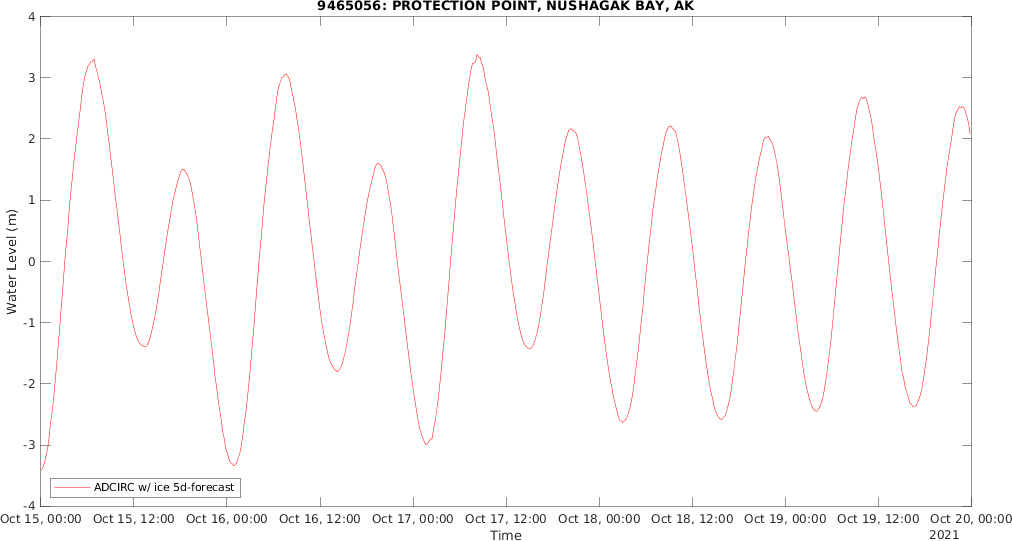 9465056: PROTECTION POINT, NUSHAGAK BAY, AK
4
3
2
1
0
-1
-2
-3
-4
Water Level (m)
ADCIRC w/ ice 5d-forecast
Oct 15, 00:00 Oct 15, 12:00 Oct 16, 00:00 Oct 16, 12:00 Oct 17, 00:00 Oct 17, 12:00 Oct 18, 00:00 Oct 18, 12:00 Oct 19, 00:00 Oct 19, 12:00 Oct 20, 00:00
Time
2021